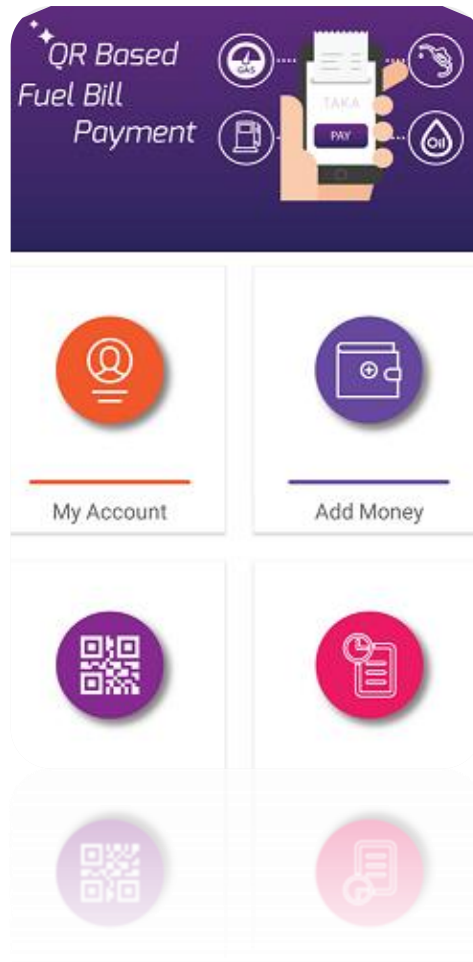 QR Based
Fuel Bill
Payment
GAS
TAKA
PAY
Oil
My Account
Add Money